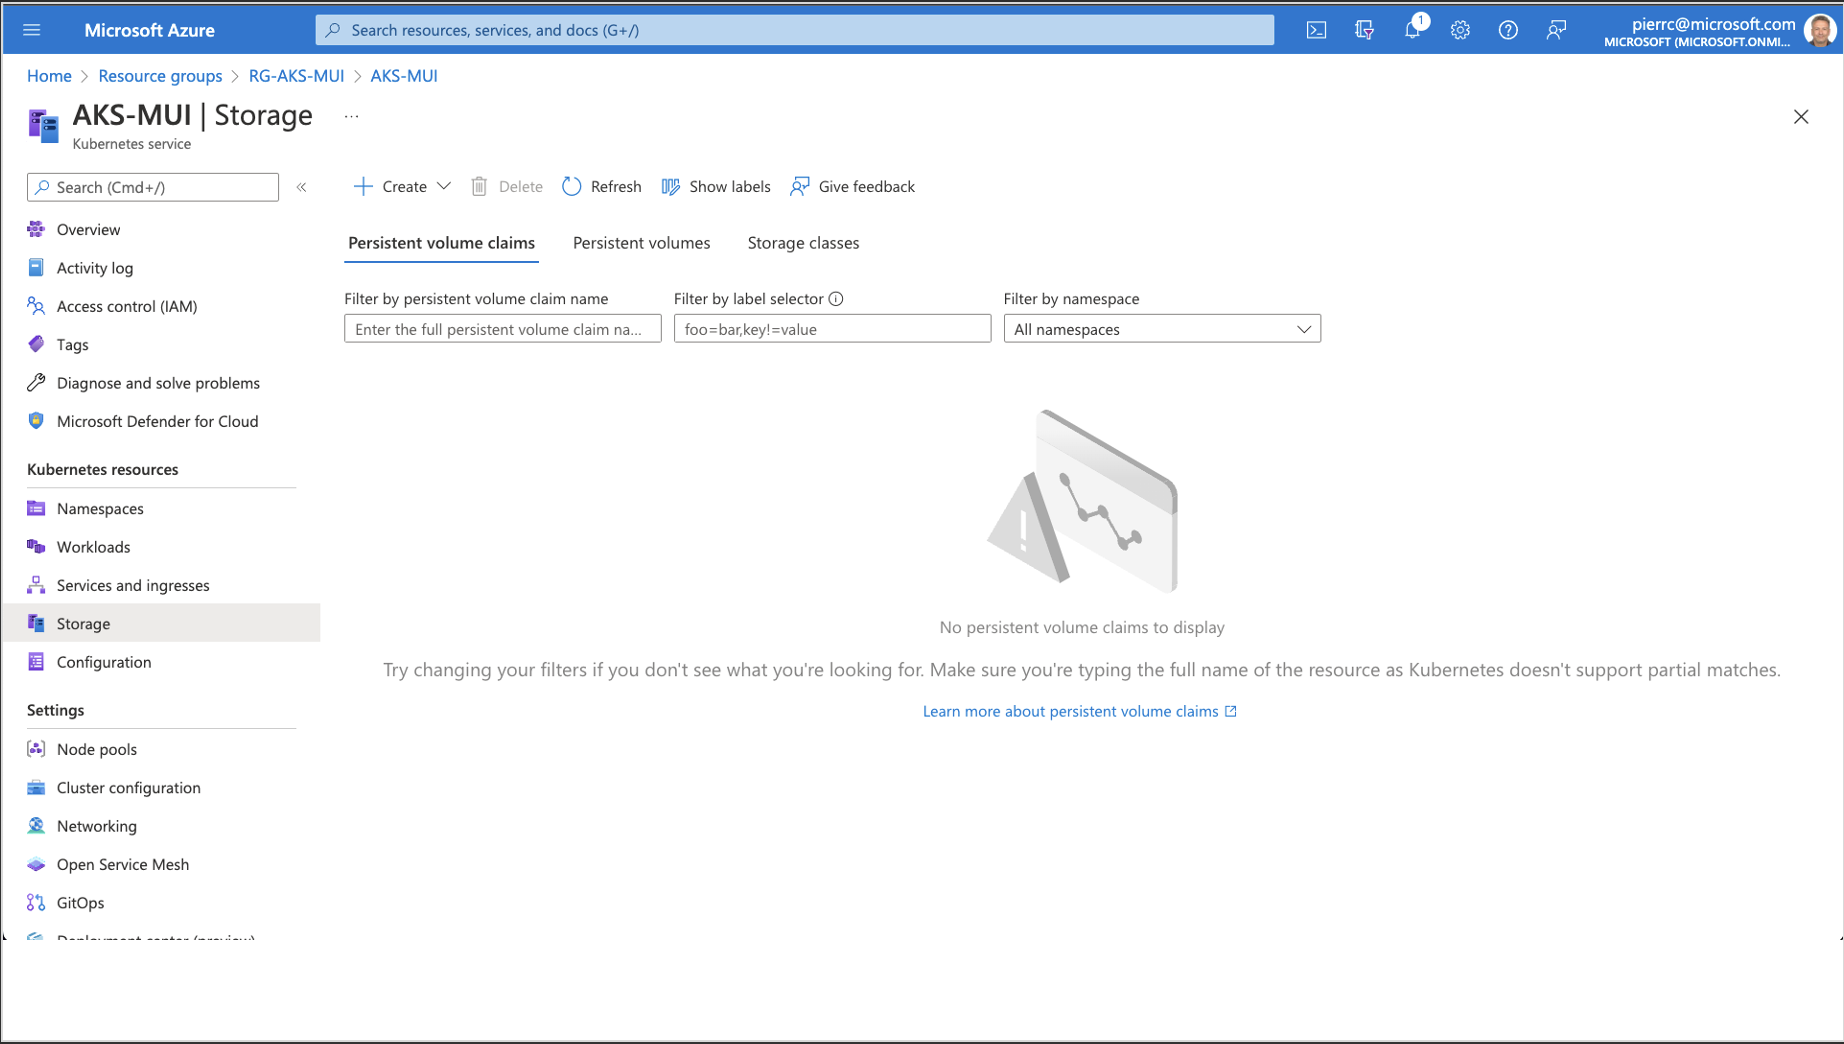 Microsoft Azure
Search resources, services, and docs (G+/)
1
pierrc@microsoft.com
MICROSOFT (MICROSOFT.ONMI...
Home > Resource groups > RG-AKS-MUI > AKS-MUI
AKS-MUI | Storage ...
Kubernetes service
Search (Cmd+/)
«
Create
Delete
Refresh
Show labels
Give feedback
Overview
Activity log
Access control (IAM)
Tags
Diagnose and solve problems
Microsoft Defender for Cloud
Kubernetes resources
Namespaces
Workloads
Services and ingresses
Storage
Configuration
Settings
Node pools
Cluster configuration
Networking
Open Service Mesh
GitOps
Deployment center (preview)
Persistent volume claims
Persistent volumes
Storage classes
Filter by persistent volume claim name
Filter by label selector
Filter by namespace
Enter the full persistent volume claim na...
foo=bar,key!=value
All namespaces
No persistent volume claims to display
Try changing your filters if you don't see what you're looking for. Make sure you're typing the full name of the resource as Kubernetes doesn't support partial matches.
Learn more about persistent volume claims